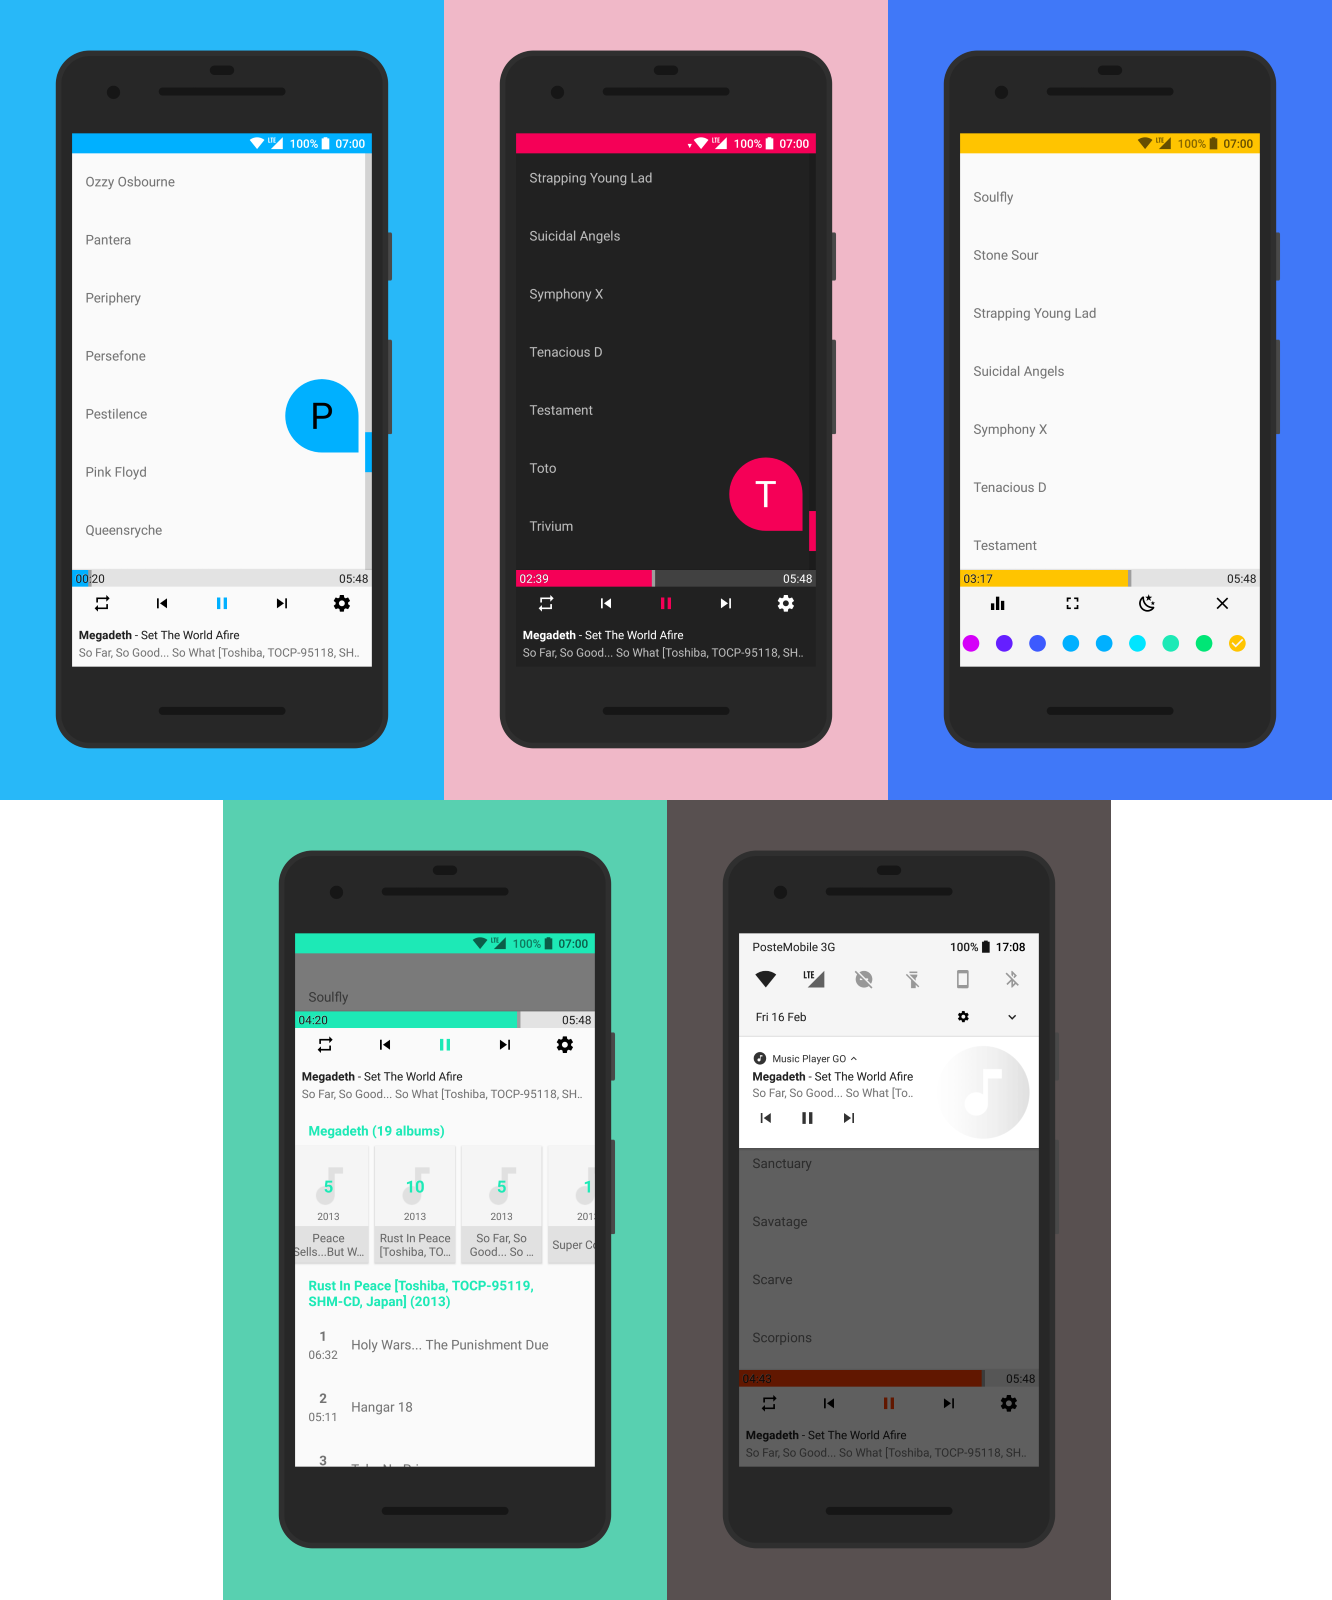 LTE 100% 07:00
Ozzy Osbourne
Pantera
Periphery
Persefone
Pestilence
P
Pink Floyd
Queensryche
00:20 05:48
Megadeth - Set The World Afire
So Far, So Good... So What [Toshiba, TOCP-95118, SH..
LTE 100% 07:00
Strapping Young Lad
Suicidal Angels
Symphony X
Tenacious D
Testament
Toto
T
Trivium
02:39 05:48
Megadeth - Set The World Afire
So Far, So Good... So What [Toshiba, TOCP-95118, SH..
LTE 100% 07:00
Soulfly
Stone Sour
Strapping Young Lad
Suicidal Angels
Symphony X
Tenacious D
Testament
03:17 05:48
LTE 100% 07:00
Soulfly
04:20 05:48
Megadeth - Set The World Afire
So Far, So Good... So What [Toshiba, TOCP-95118, SH..
Megadeth (19 albums)
5 10 5 1
2013 2013 2013 201
Peace Rust In Peace So Far, So Super Co
Sells...But W... [Toshiba, TO... Good... So ...
Rust In Peace [Toshiba, TOCP-95119,
SHM-CD, Japan] (2013)
1
Holy Wars... The Punishment Due
06:32
2
Hangar 18
05:11
3
PosteMobile 3G 100% 17:08
LTE
Fri 16 Feb
Music Player GO
Megadeth - Set The World Afire
So Far, So Good... So What [To..
Sanctuary
Savatage
Scarve
Scorpions
04:43 05:48
Megadeth - Set The World Afire
So Far, So Good... So What [Toshiba, TOCP-95118, SH..